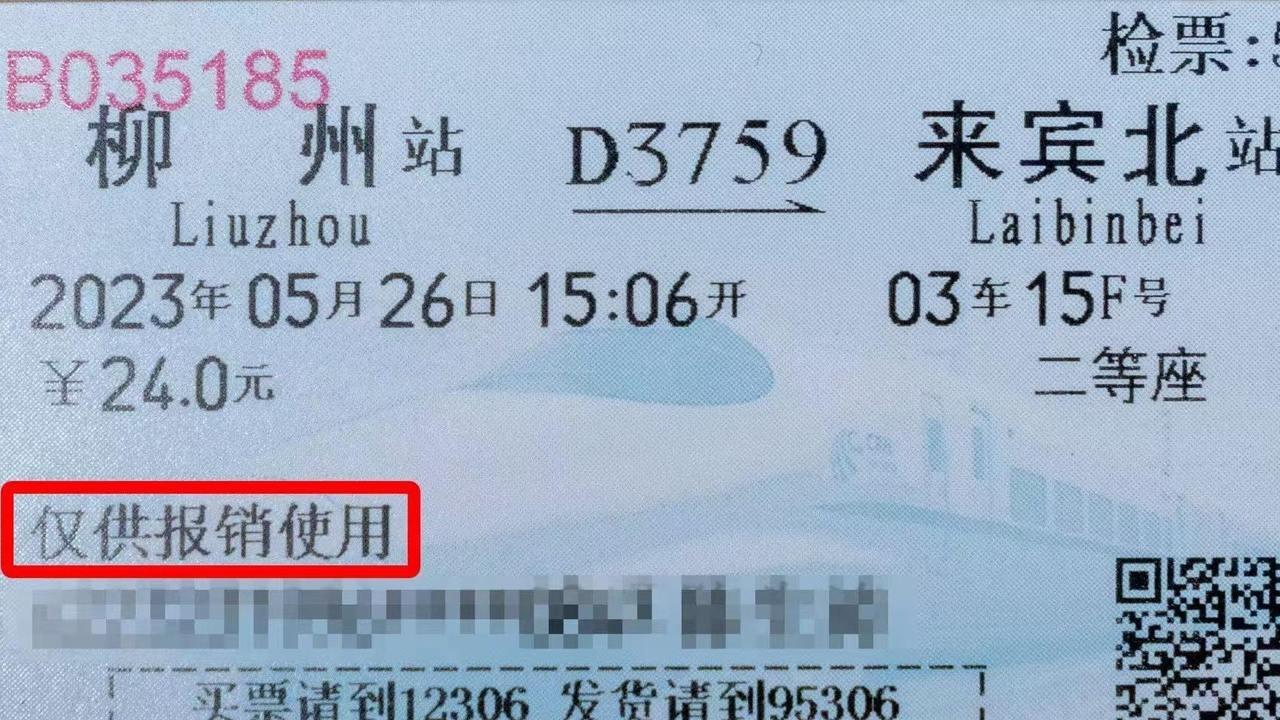 检票:
B035185
柳州站 D3759 来宾北站
Liuzhou Laibinbei
2023年05月26日 15:06开 03车15F号
￥24.0元 二等座
仅供报销使用
买票请到12306 发货请到95306